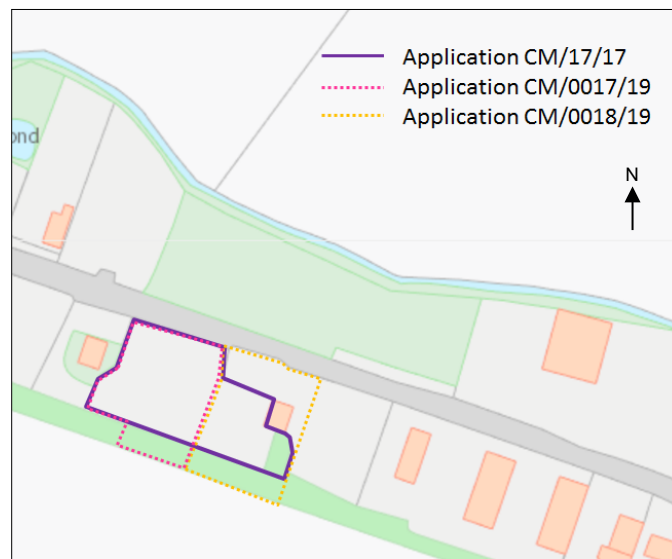 Application CM/17/17
Application CM/0017/19
Application CM/0018/19
ond
N